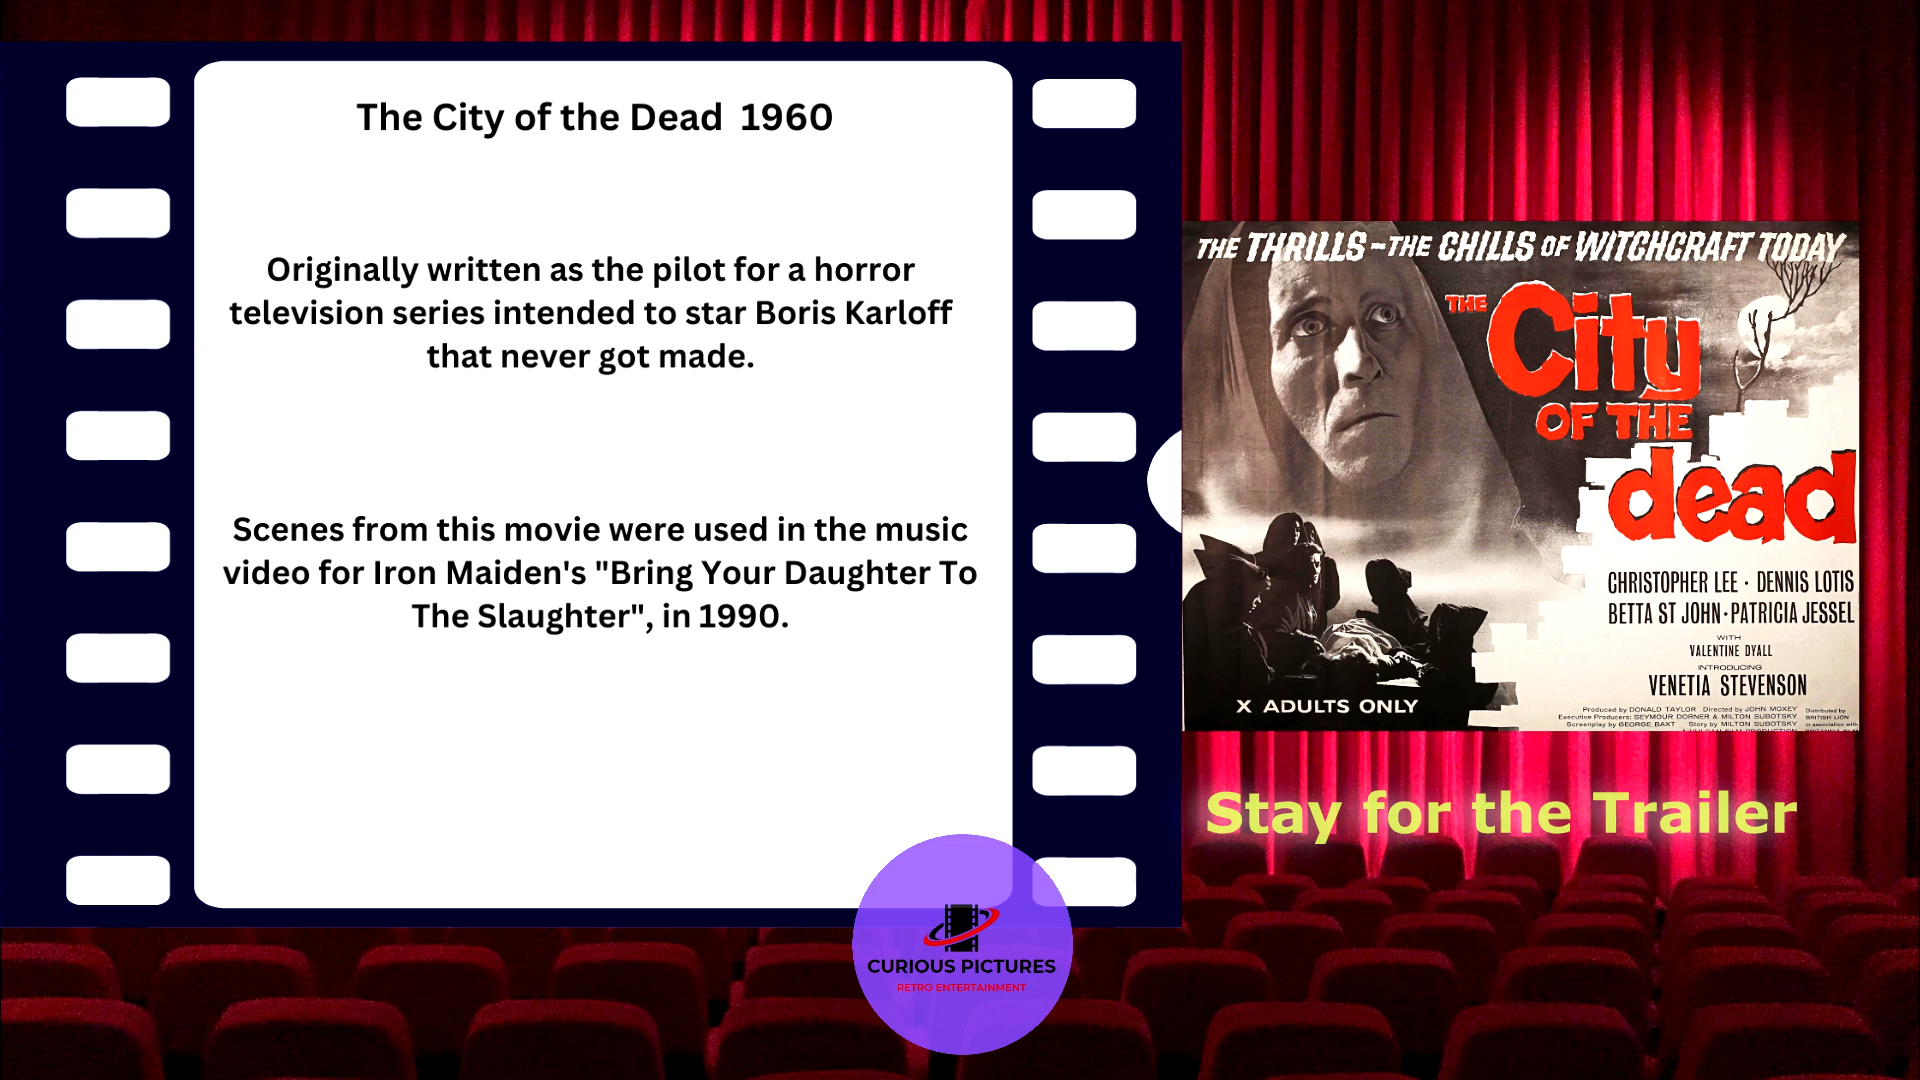 The City of the Dead 1960
Originally written as the pilot for a horror
television series intended to star Boris Karloff
that never got made.
Scenes from this movie were used in the music
video for Iron Maiden's "Bring Your Daughter To
The Slaughter", in 1990.
THE THRILLS - THE CHILLS OF WITCHCRAFT TODAY
THE
City
OF THE
dead
CHRISTOPHER LEE · DENNIS LOTIS
BETTA ST JOHN · PATRICIA JESSEL
WITH
VALENTINE DYALL
INTRODUCING
VENETIA STEVENSON
X ADULTS ONLY
Produced by DONALD TAYLOR Directed by JOHN MOXEY
Executive Producers: SEYMOUR DORNER & MILTON SUBOTSKY
Screenplay by GEORGE BAXT Story by MILTON SUBOTSKY
Distributed by
BRITISH LION
in association with
Stay for the Trailer
CURIOUS PICTURES
RETRO ENTERTAINMENT